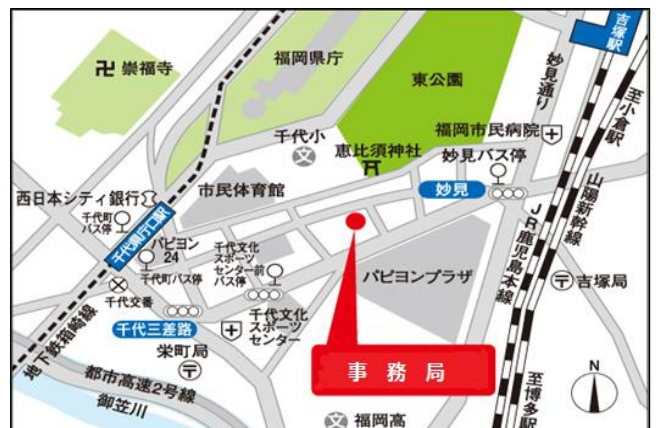 吉塚駅
卍 崇福寺
福岡県庁
東公園
妙見通り
至小倉駅
福岡市民病院
千代小
文
恵比須神社
妙見バス停
西日本シティ銀行
市民体育館
妙見
山陽新幹線
千代町
バス停
千代県庁口駅
パピヨン
24
千代文化
スポーツ
センター前
バス停
JR鹿児島本線
千代町バス停
パピヨンプラザ
〒吉塚局
千代交番
千代三差路
千代文化
スポーツ
センター
地下鉄箱崎線
栄町局
〒
事務局
N
都市高速2号線
御笠川
至博多駅
文 福岡高